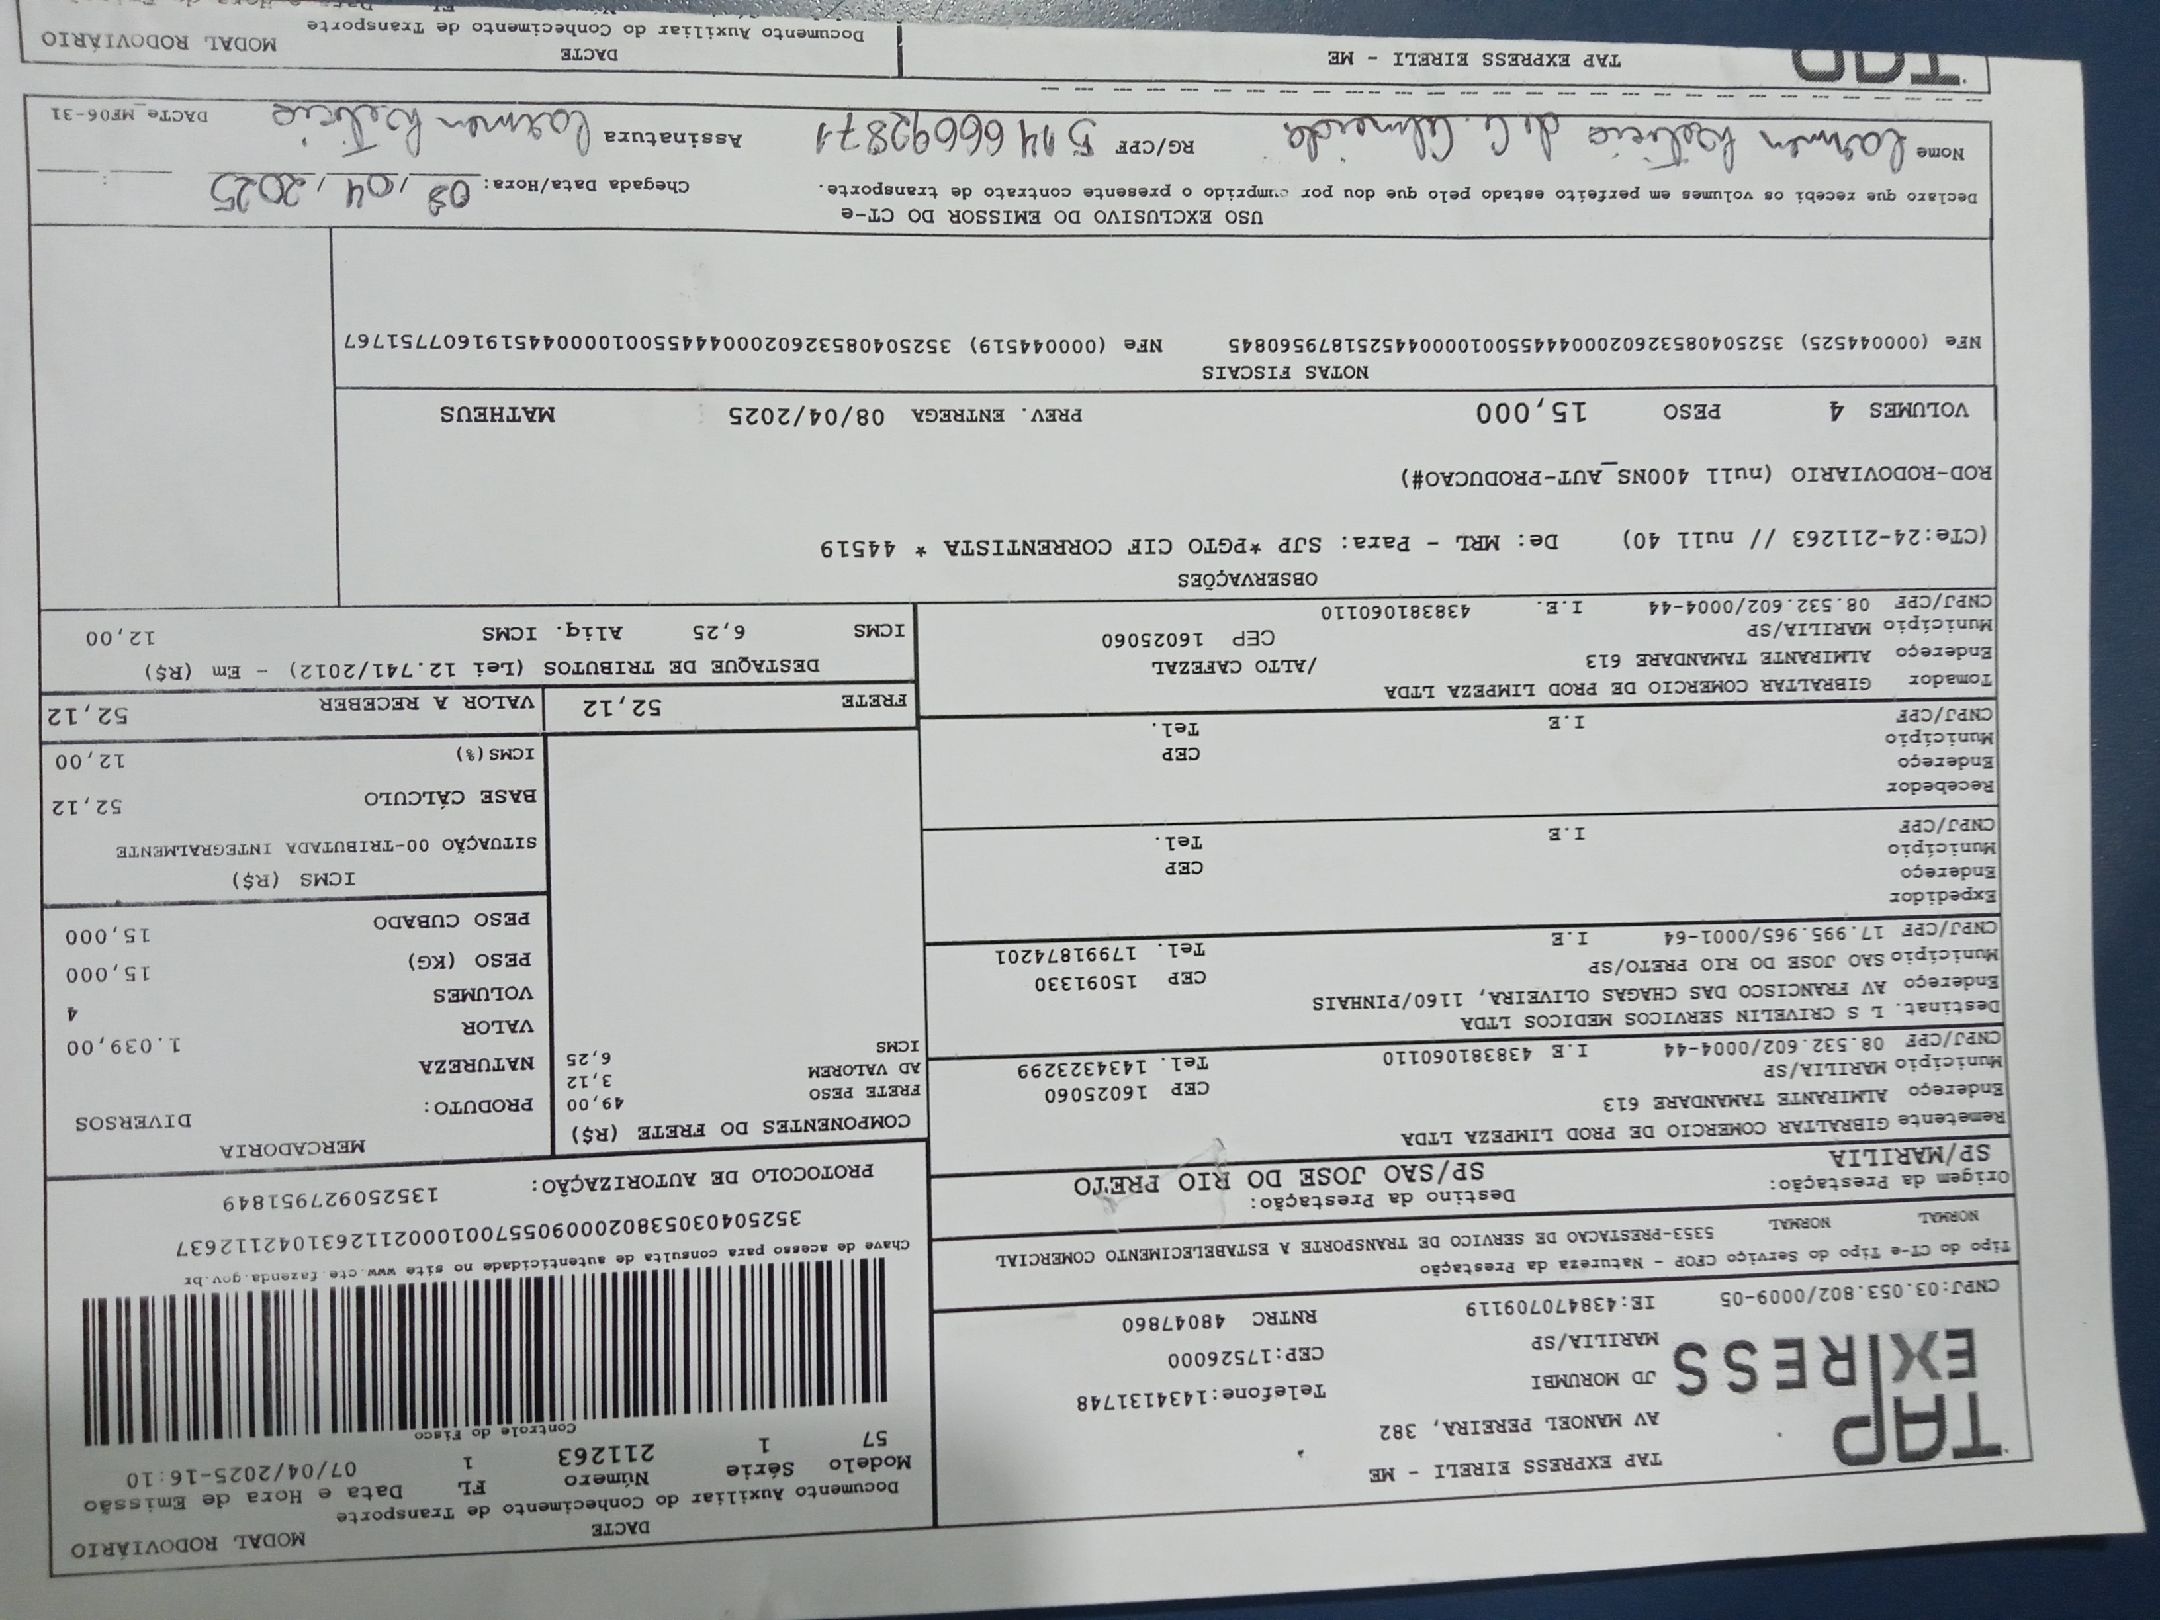 DACTE
MODAL RODOVIÁRIO
Documento Auxiliar do Conhecimento de Transporte
TAP EXPRESS
TAP EXPRESS EIRELI - ME
AV MANOEL PEREIRA, 382
JD MORUMBI
Telefone:1434131748
MARILIA/SP
CEP:17526000
CNPJ:03.053.802/0009-05 IE:43847079119 RNTRC 48047860
Modelo Série Número FL Data e Hora de Emissão
57 1 211263 1 07/04/2025-16:10
Controle do Fisco
Chave de acesso para consulta de autenticidade no site www.cte.fazenda.gov.br
35250403053802000905570010002112631042112637
PROTOCOLO DE AUTORIZAÇÃO: 135250927951849
Tipo do CT-e Tipo do Serviço CFOP - Natureza da Prestação
NORMAL NORMAL 5353-PRESTACAO DE SERVICO DE TRANSPORTE A ESTABELECIMENTO COMERCIAL
Origem da Prestação: Destino da Prestação:
SP/MARILIA SP/SAO JOSE DO RIO PRETO
Remetente GIBRALTAR COMERCIO DE PROD LIMPEZA LTDA
Endereço ALMIRANTE TAMANDARE 613
Município MARILIA/SP CEP 16025060
CNPJ/CPF 08.532.602/0004-44 I.E 438381060110 Tel. 1434323299
Destinat. L S CRIVELIN SERVICOS MEDICOS LTDA
Endereço AV FRANCISCO DAS CHAGAS OLIVEIRA, 1160/PINHAIS
Município SAO JOSE DO RIO PRETO/SP CEP 15091330
CNPJ/CPF 17.995.965/0001-64 I.E Tel. 17991874201
Expedidor
Endereço
Município CEP
CNPJ/CPF I.E Tel.
Recebedor
Endereço
Município CEP
CNPJ/CPF I.E Tel.
Tomador GIBRALTAR COMERCIO DE PROD LIMPEZA LTDA
Endereço ALMIRANTE TAMANDARE 613 /ALTO CAFEZAL
Município MARILIA/SP CEP 16025060
CNPJ/CPF 08.532.602/0004-44 I.E. 438381060110
COMPONENTES DO FRETE (R$)
FRETE PESO 49,00
AD VALOREM 3,12
ICMS 6,25
MERCADORIA
PRODUTO: DIVERSOS
NATUREZA
VALOR 1.039,00
VOLUMES 4
PESO (KG) 15,000
PESO CUBADO 15,000
ICMS (R$)
SITUAÇÃO 00-TRIBUTADA INTEGRALMENTE
BASE CÁLCULO 52,12
ICMS(%) 12,00
FRETE 52,12 VALOR A RECEBER 52,12
DESTAQUE DE TRIBUTOS (Lei 12.741/2012) - Em (R$)
ICMS 6,25 Aliq. ICMS 12,00
OBSERVAÇÕES
(CTe:24-211263 // null 40) De: MRL - Para: SJP *PGTO CIF CORRENTISTA * 44519
ROD-RODOVIARIO (null 400NS_AUT-PRODUCAO#)
VOLUMES 4 PESO 15,000 PREV. ENTREGA 08/04/2025 MATHEUS
NOTAS FISCAIS
NFe (00044525) 35250408532602000444550010000445251879560845 NFe (00044519) 35250408532602000444550010000445191607751767
USO EXCLUSIVO DO EMISSOR DO CT-e
Declaro que recebi os volumes em perfeito estado pelo que dou por cumprido o presente contrato de transporte. Chegada Data/Hora: 08/04/2025 __:__
Nome Carmen Letícia de C. Almeida RG/CPF 51466692871 Assinatura Carmen Letícia DACTe_MF06-31
TAP
TAP EXPRESS EIRELI - ME
DACTE
MODAL RODOVIÁRIO
Documento Auxiliar do Conhecimento de Transporte